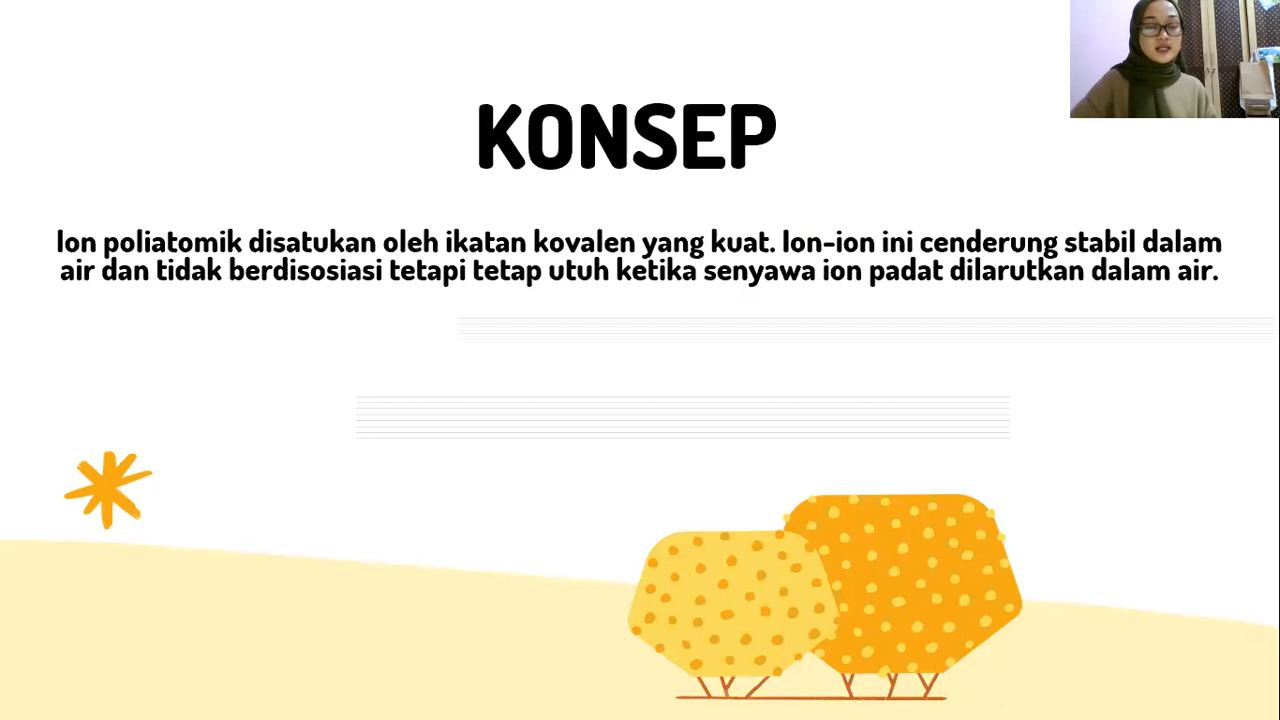 KONSEP
Ion poliatomik disatukan oleh ikatan kovalen yang kuat. Ion-ion ini cenderung stabil dalam
air dan tidak berdisosiasi tetapi tetap utuh ketika senyawa ion padat dilarutkan dalam air.